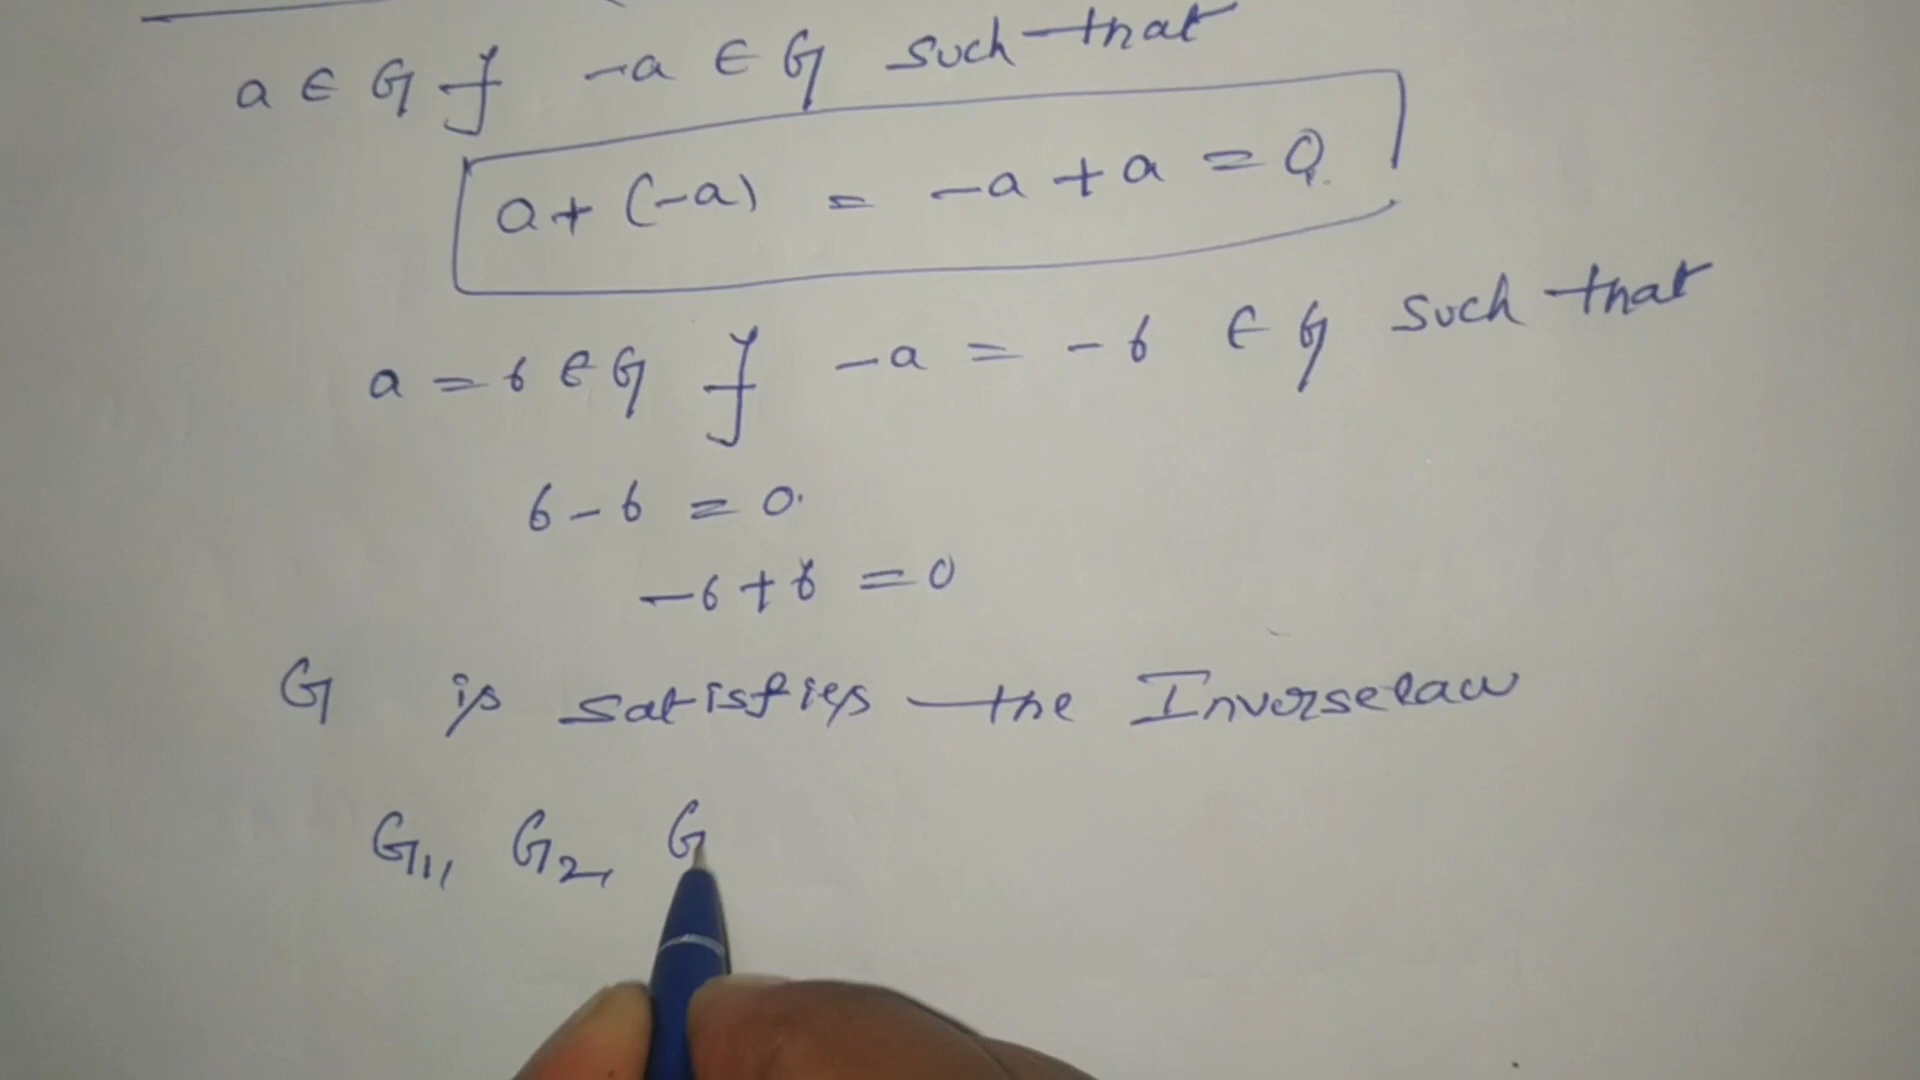 a ∈ G ∃ -a ∈ G such that
a + (-a) = -a + a = 0
a = 6 ∈ G ∃ -a = -6 ∈ G such that
6 - 6 = 0.
-6 + 6 = 0
G is satisfies the Inverse law
G1, G2, G